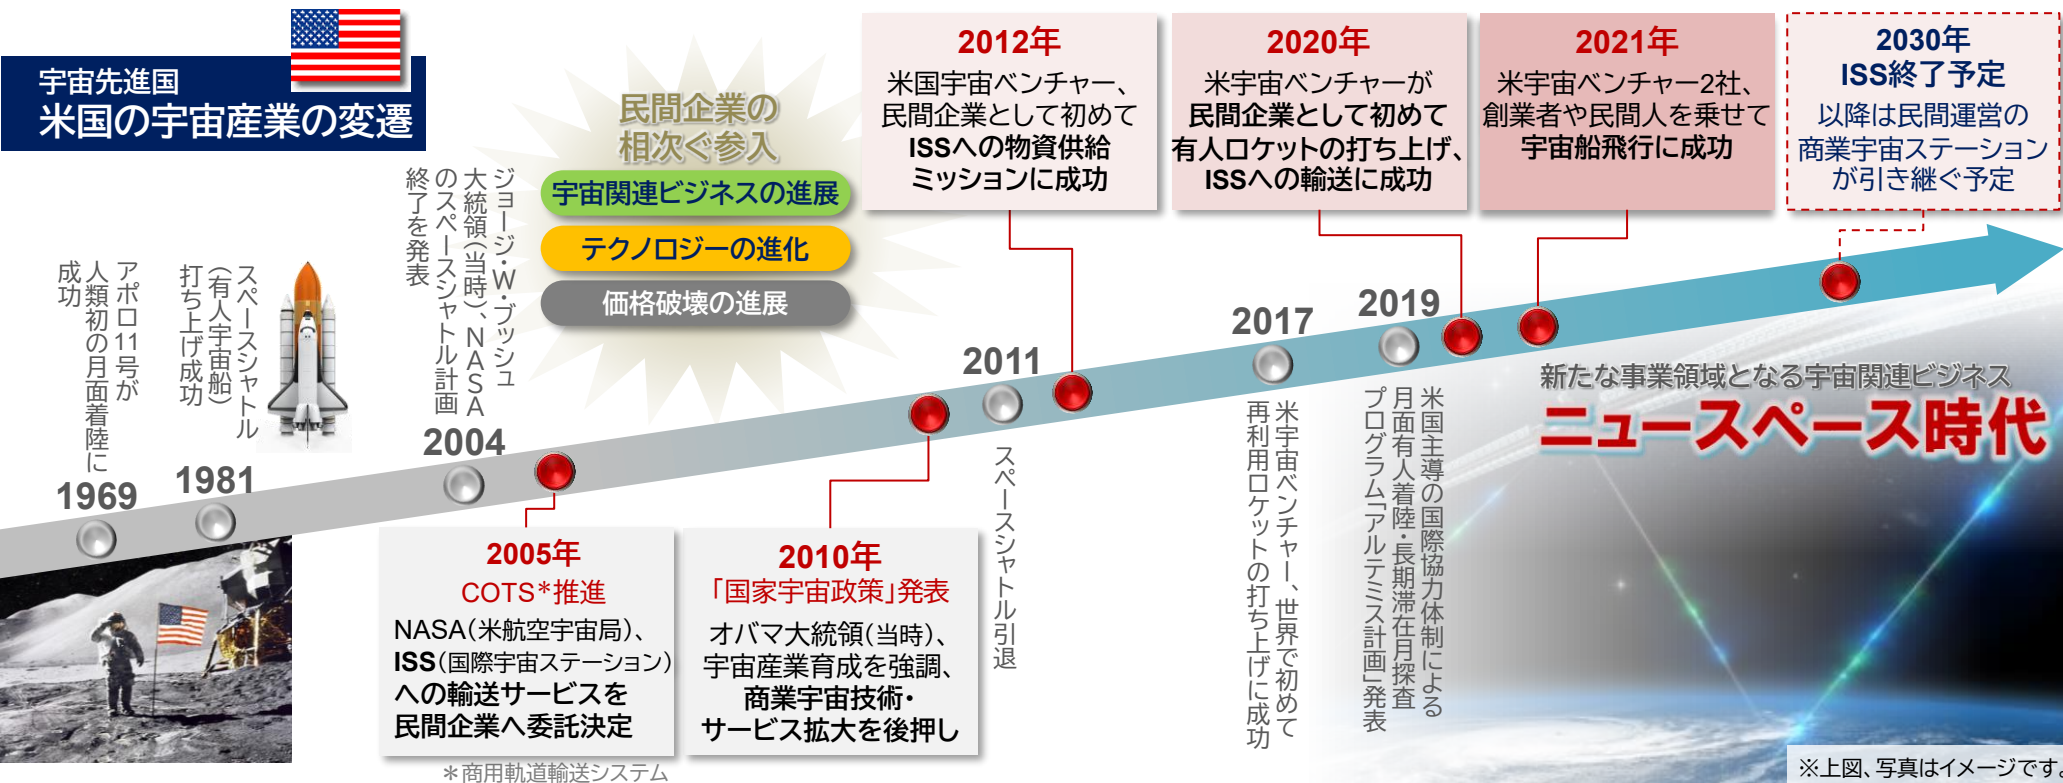 宇宙先進国
米国の宇宙産業の変遷
民間企業の
相次ぐ参入
宇宙関連ビジネスの進展
テクノロジーの進化
価格破壊の進展
2012年
米国宇宙ベンチャー、
民間企業として初めて
ISSへの物資供給
ミッションに成功
2020年
米宇宙ベンチャーが
民間企業として初めて
有人ロケットの打ち上げ、
ISSへの輸送に成功
2021年
米宇宙ベンチャー2社、
創業者や民間人を乗せて
宇宙船飛行に成功
2030年
ISS終了予定
以降は民間運営の
商業宇宙ステーション
が引き継ぐ予定
アポロ11号が
人類初の月面着陸に
成功
1969
スペースシャトル
（有人宇宙船）
打ち上げ成功
1981
ジョージ・W・ブッシュ
大統領（当時）、NASA
のスペースシャトル計画
終了を発表
2004
2005年
COTS＊推進
NASA（米航空宇宙局）、
ISS（国際宇宙ステーション）
への輸送サービスを
民間企業へ委託決定
＊商用軌道輸送システム
2010年
「国家宇宙政策」発表
オバマ大統領（当時）、
宇宙産業育成を強調、
商業宇宙技術・
サービス拡大を後押し
2011
スペースシャトル引退
2017
米宇宙ベンチャー、世界で初めて
再利用ロケットの打ち上げに成功
2019
米国主導の国際協力体制による
月面有人着陸・長期滞在月探査
プログラム「アルテミス計画」発表
新たな事業領域となる宇宙関連ビジネス
ニュースペース時代
※上図、写真はイメージです。